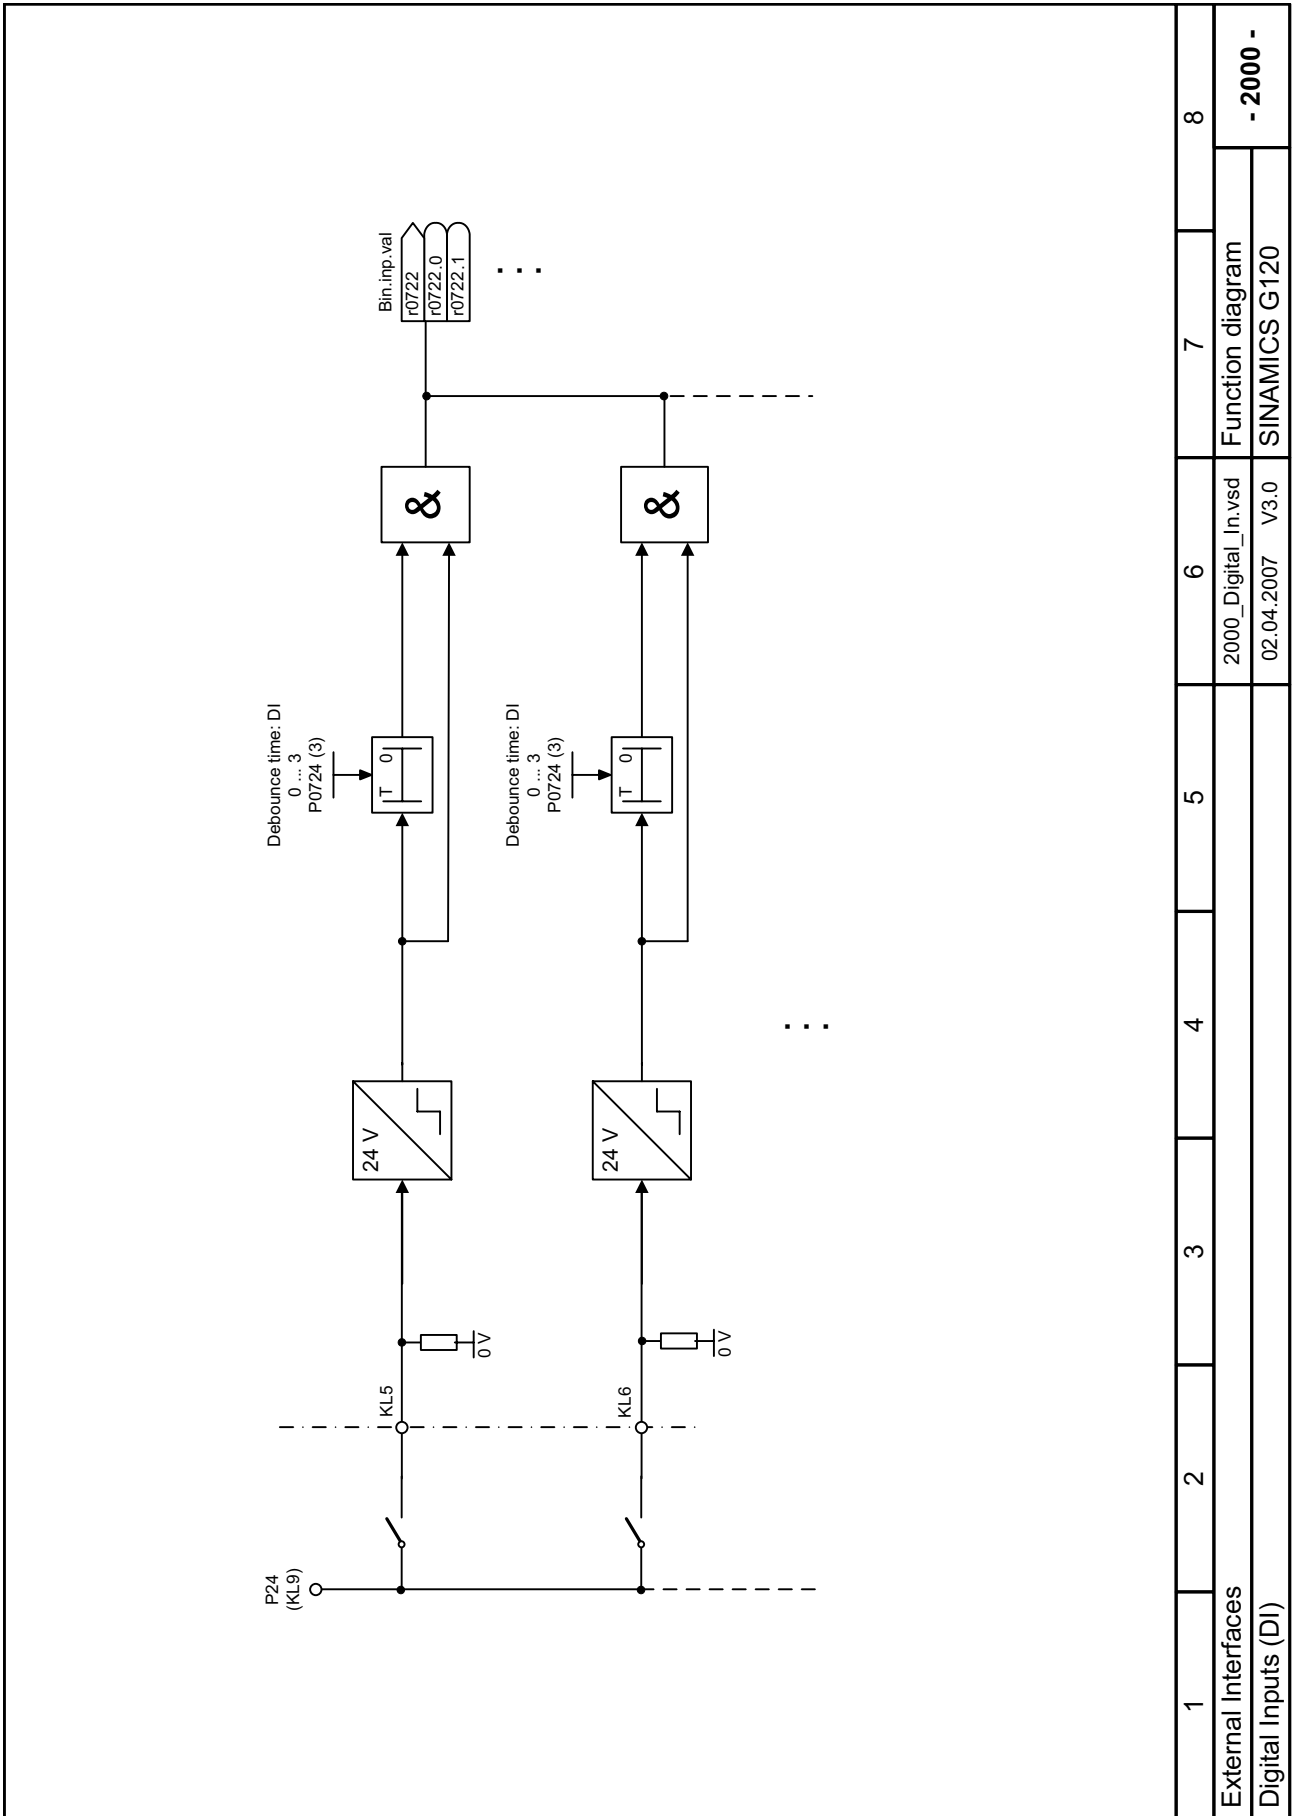 P24
(KL9)
KL5
0 V
24 V
Debounce time: DI
0 ... 3
P0724 (3)
T 0
&
Bin.inp.val
r0722
r0722.0
r0722.1
. . .
KL6
0 V
24 V
Debounce time: DI
0 ... 3
P0724 (3)
T 0
&
. . .
1 2 3 4 5 6 7 8
External Interfaces
2000_Digital_In.vsd
Function diagram
- 2000 -
Digital Inputs (DI)
02.04.2007 V3.0
SINAMICS G120